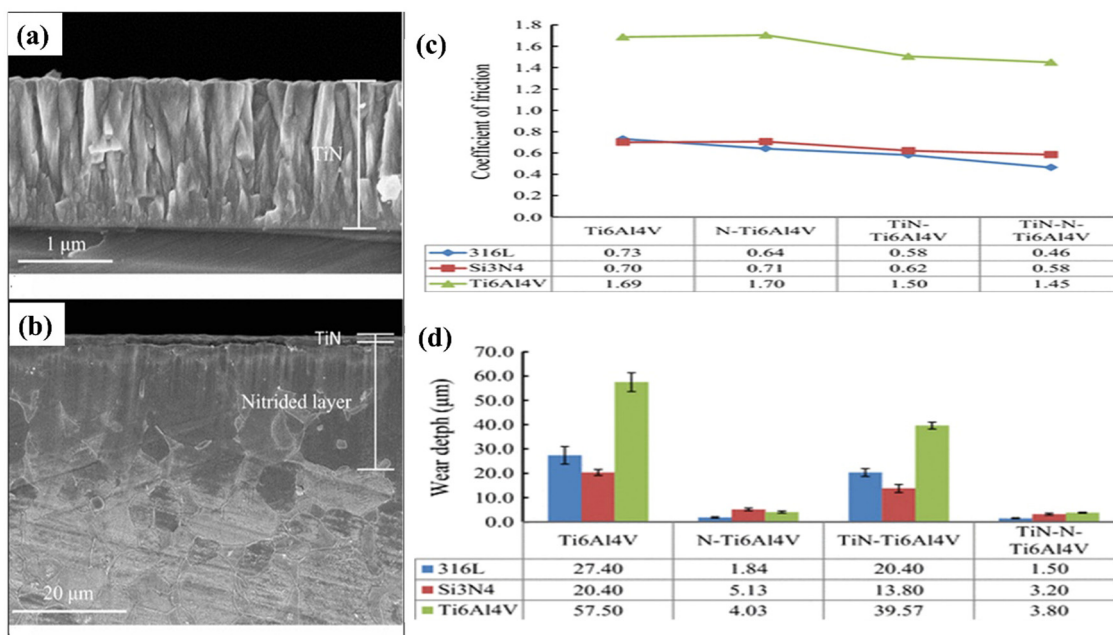 (a)
TiN
1 μm
(b)
TiN
Nitrided layer
20 μm
(c)
Coefficient of friction
1.8
1.6
1.4
1.2
1.0
0.8
0.6
0.4
0.2
0.0
Ti6Al4V N-Ti6Al4V TiN-Ti6Al4V TiN-N-Ti6Al4V
316L 0.73 0.64 0.58 0.46
Si3N4 0.70 0.71 0.62 0.58
Ti6Al4V 1.69 1.70 1.50 1.45
(d)
Wear detph (μm)
70.0
60.0
50.0
40.0
30.0
20.0
10.0
0.0
Ti6Al4V N-Ti6Al4V TiN-Ti6Al4V TiN-N-Ti6Al4V
316L 27.40 1.84 20.40 1.50
Si3N4 20.40 5.13 13.80 3.20
Ti6Al4V 57.50 4.03 39.57 3.80